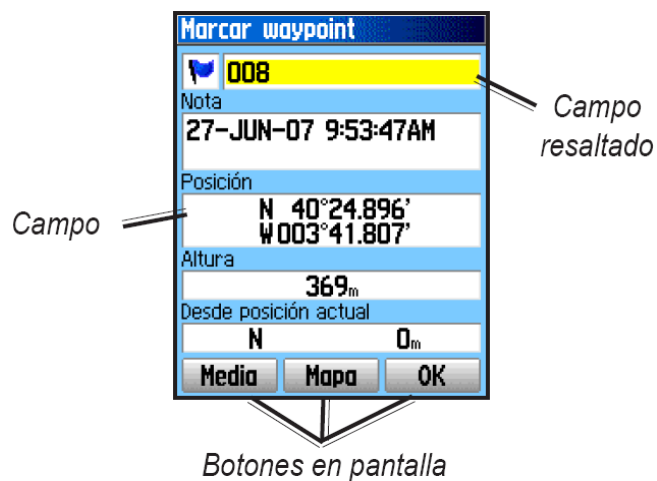 Marcar waypoint
008
Nota
27-JUN-07 9:53:47AM
Posición
N 40°24.896'
W003°41.807'
Altura
369m
Desde posición actual
N 0m
Media Mapa OK
Campo
resaltado
Campo
Botones en pantalla